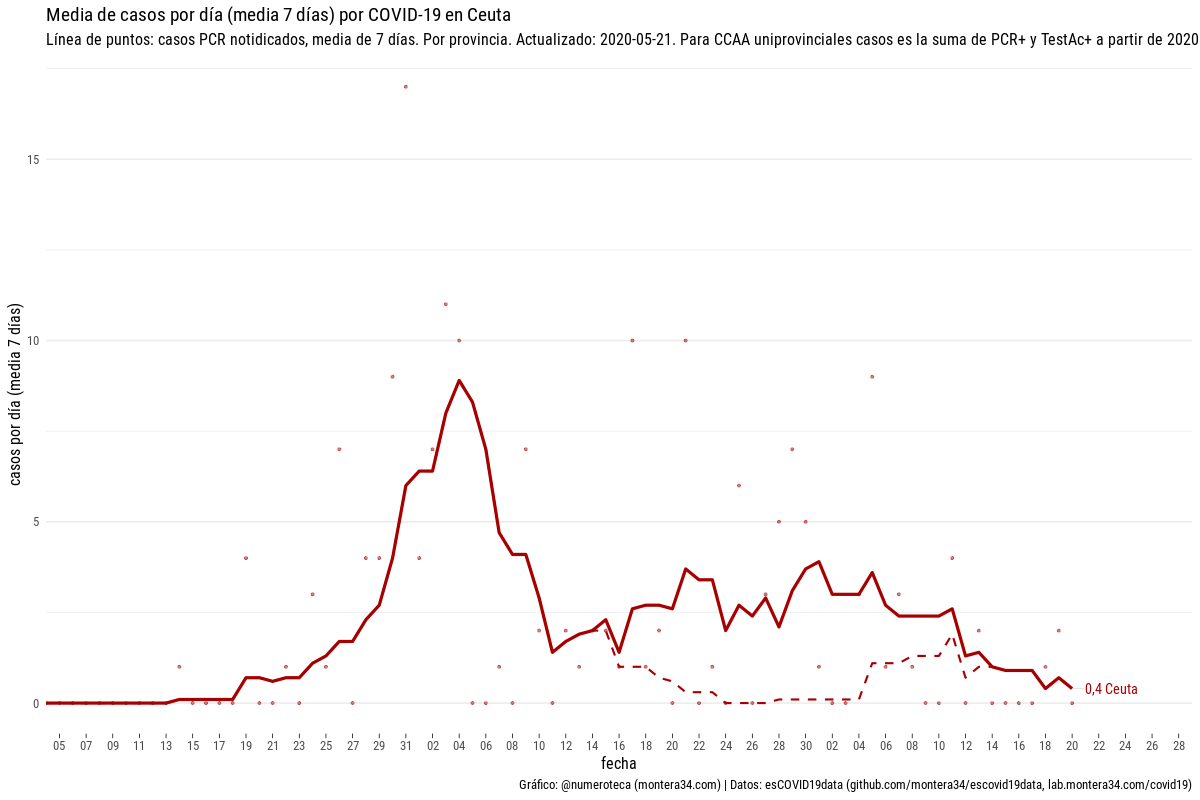 Media de casos por día (media 7 días) por COVID-19 en Ceuta
Línea de puntos: casos PCR notidicados, media de 7 días. Por provincia. Actualizado: 2020-05-21. Para CCAA uniprovinciales casos es la suma de PCR+ y TestAc+ a partir de 2020
casos por día (media 7 días)
15
10
5
0
0,4 Ceuta
05 07 09 11 13 15 17 19 21 23 25 27 29 31 02 04 06 08 10 12 14 16 18 20 22 24 26 28 30 02 04 06 08 10 12 14 16 18 20 22 24 26 28
fecha
Gráfico: @numeroteca (montera34.com) | Datos: esCOVID19data (github.com/montera34/escovid19data, lab.montera34.com/covid19)